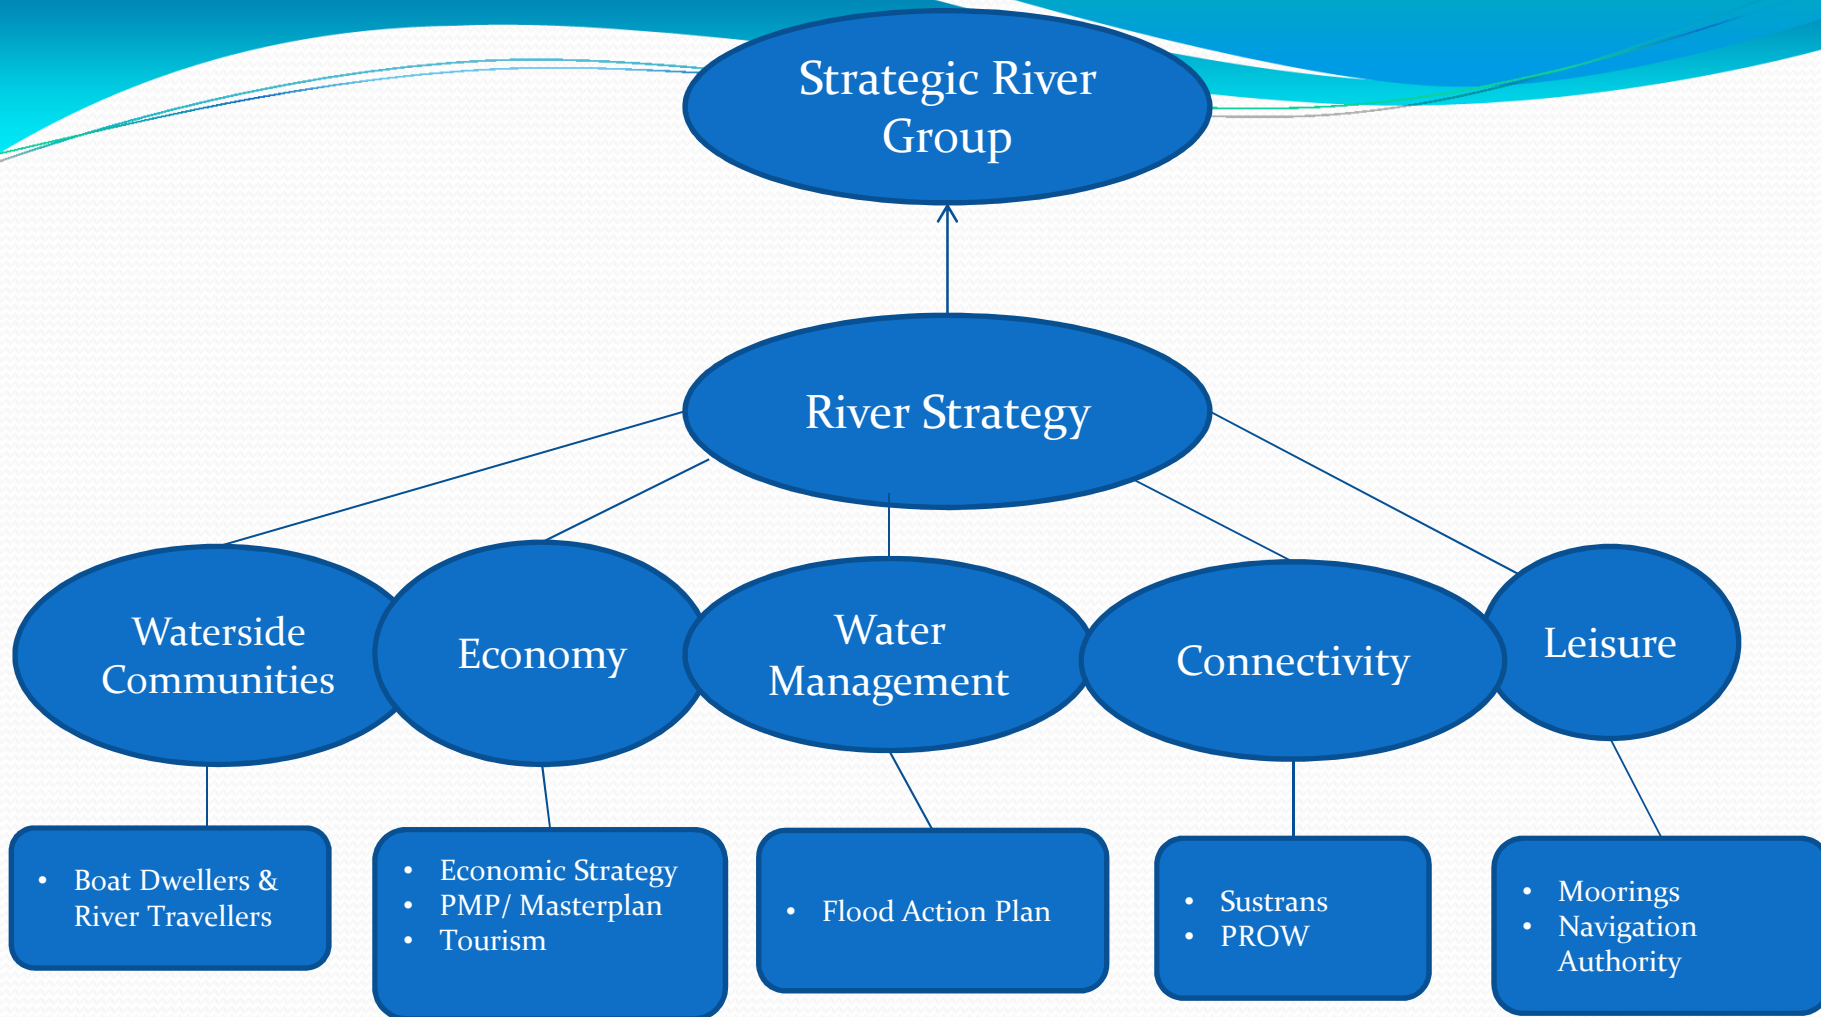 Strategic River
Group
River Strategy
Waterside
Communities
Economy
Water
Management
Connectivity
Leisure
• Boat Dwellers &
River Travellers
• Economic Strategy
• PMP/ Masterplan
• Tourism
• Flood Action Plan
• Sustrans
• PROW
• Moorings
• Navigation
Authority